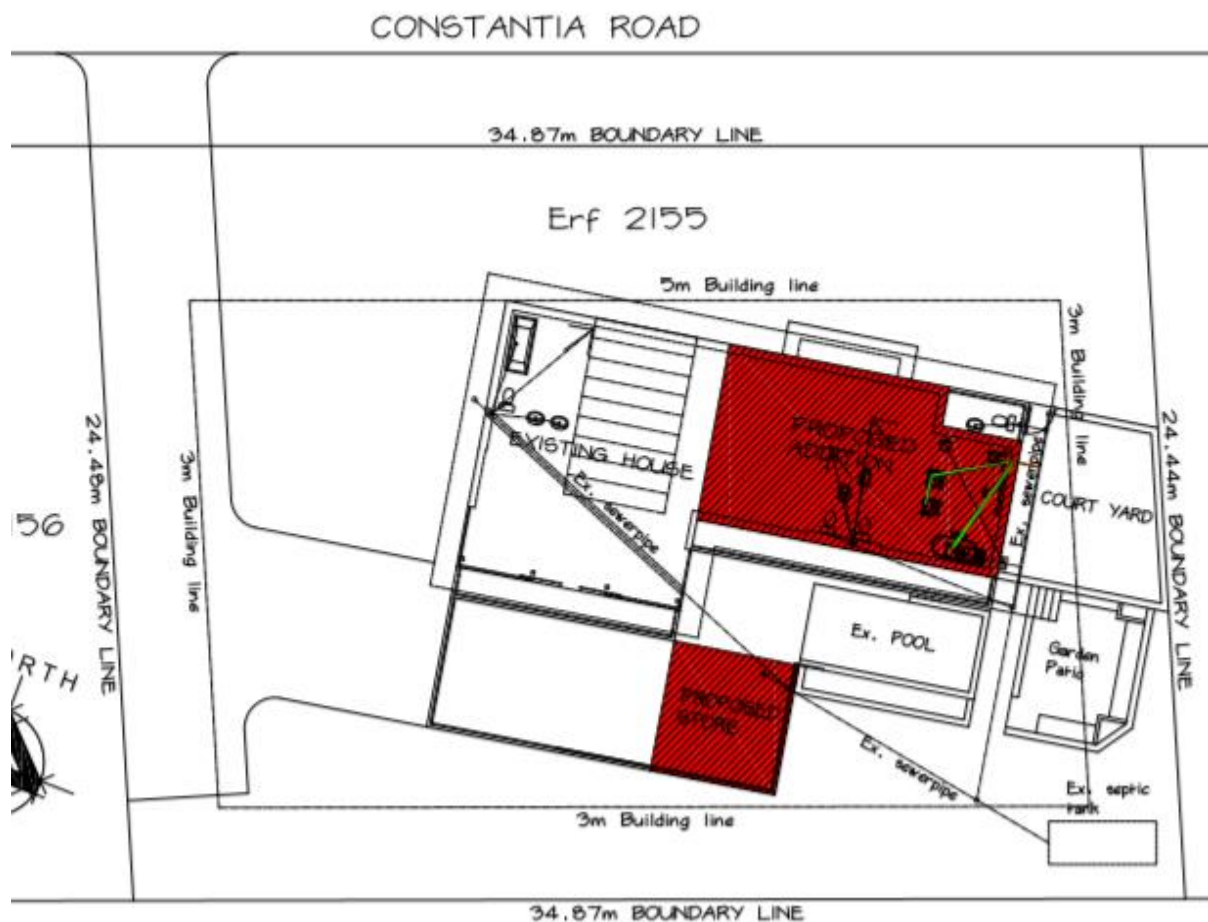 CONSTANTIA ROAD
34.87m BOUNDARY LINE
Erf 2155
5m Building line
3m Building line
24.48m BOUNDARY LINE
3m Building line
24.44m BOUNDARY LINE
EXISTING HOUSE
PROPOSED
ADDITION
Ex. sewerpipe
Ex. sewerpipe
COURT YARD
156
Ex. POOL
Garden
Patio
RTH
PROPOSED
STORE
Ex. sewerpipe
Ex. septic
tank
3m Building line
34.87m BOUNDARY LINE